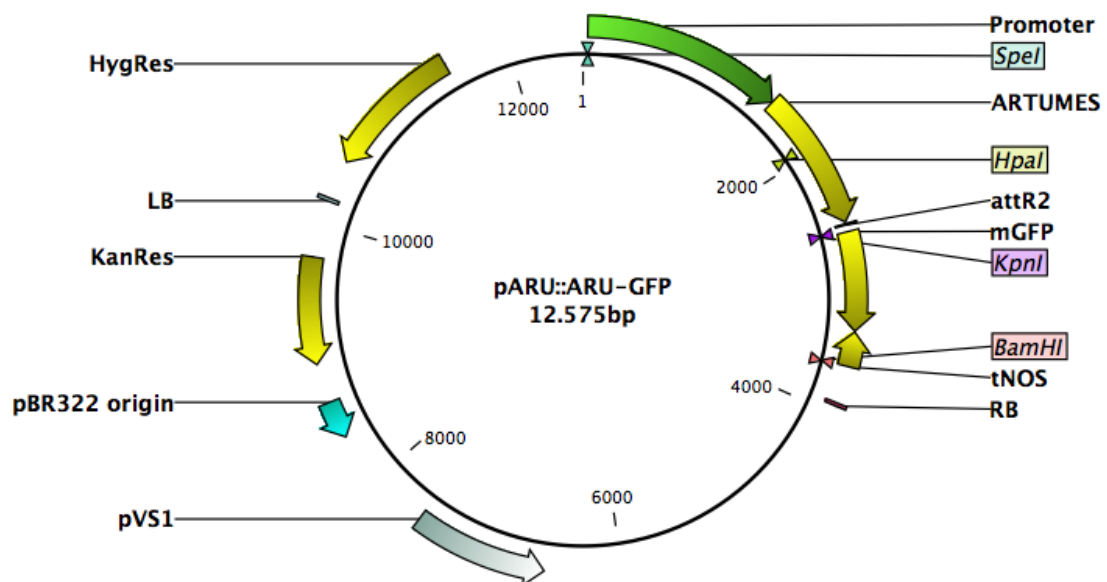 Promoter
SpeI
ARTUMES
HpaI
attR2
mGFP
KpnI
BamHI
tNOS
RB
HygRes
LB
KanRes
pBR322 origin
pVS1
12000
1
2000
10000
pARU::ARU-GFP
12.575bp
4000
8000
6000